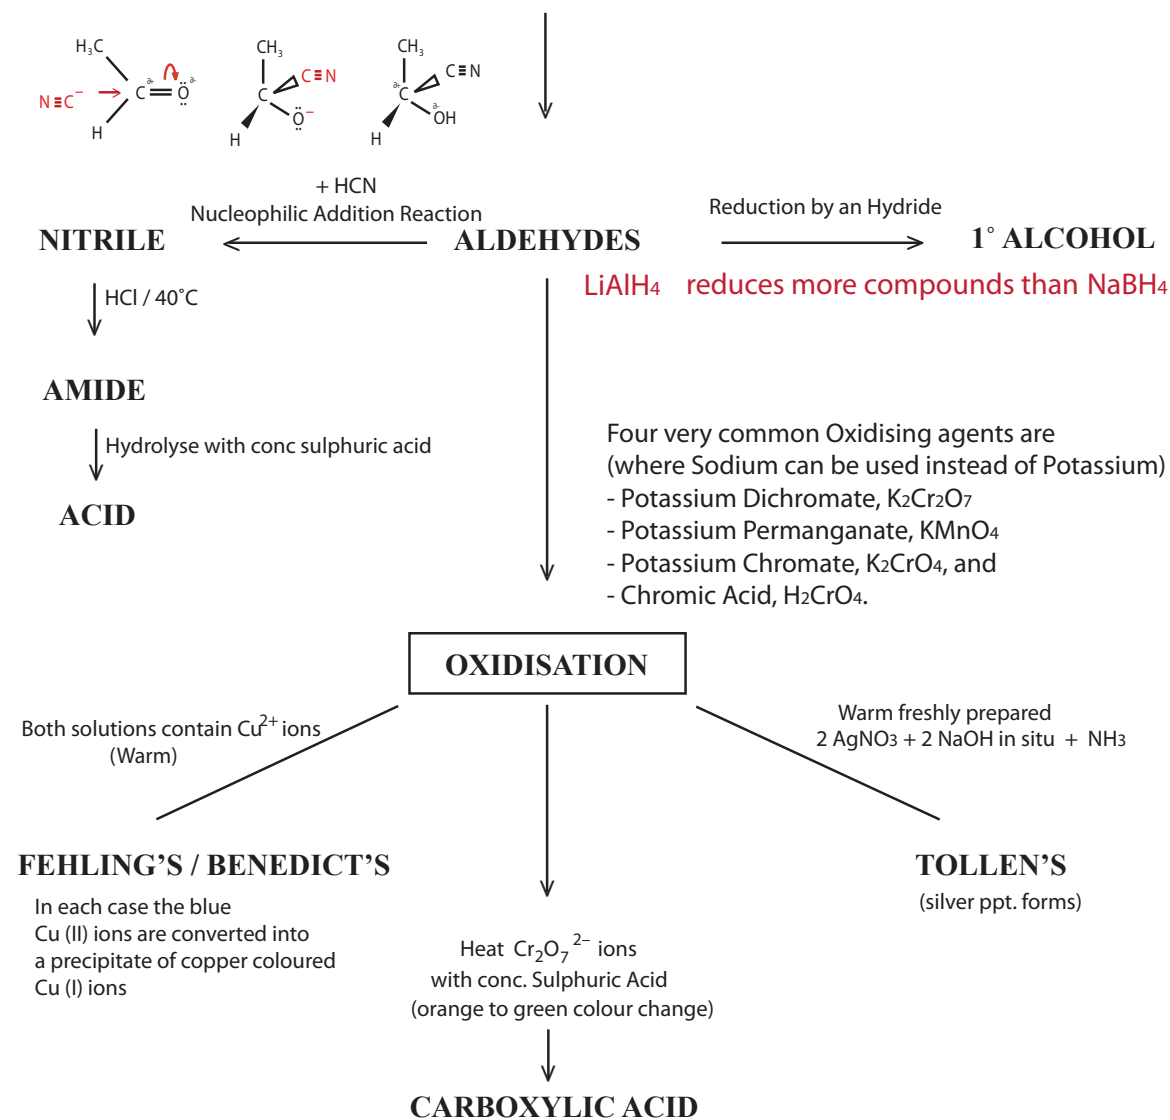 H3C
N≡C−
C=O
∂+
∂-
H
CH3
C≡N
C
O−
H
CH3
C≡N
∂+
C
∂-
OH
H
+ HCN
Nucleophilic Addition Reaction
Reduction by an Hydride
NITRILE
ALDEHYDES
1° ALCOHOL
LiAlH4 reduces more compounds than NaBH4
HCl / 40˚C
AMIDE
Hydrolyse with conc sulphuric acid
ACID
Four very common Oxidising agents are
(where Sodium can be used instead of Potassium)
- Potassium Dichromate, K2Cr2O7
- Potassium Permanganate, KMnO4
- Potassium Chromate, K2CrO4, and
- Chromic Acid, H2CrO4.
OXIDISATION
Both solutions contain Cu2+ ions
(Warm)
Warm freshly prepared
2 AgNO3 + 2 NaOH in situ + NH3
FEHLING’S / BENEDICT’S
In each case the blue
Cu (II) ions are converted into
a precipitate of copper coloured
Cu (I) ions
TOLLEN’S
(silver ppt. forms)
Heat Cr2O7 2− ions
with conc. Sulphuric Acid
(orange to green colour change)
CARBOXYLIC ACID